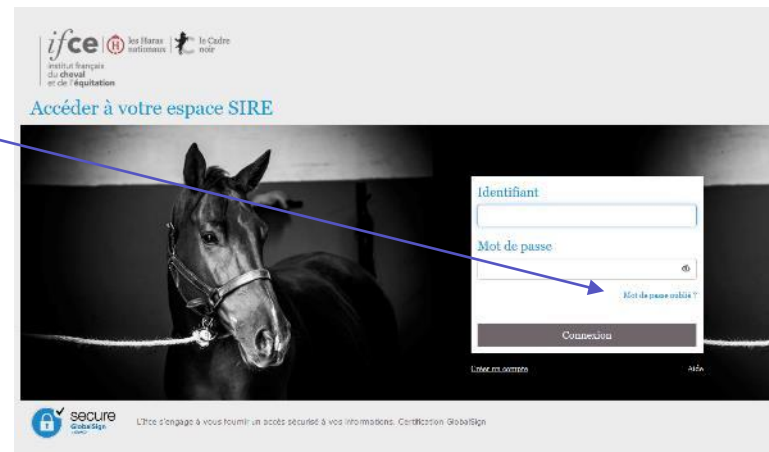 ifce
les Haras
nationaux
le Cadre
noir
institut français
du cheval
et de l'équitation
Accéder à votre espace SIRE
Identifiant
Mot de passe
Mot de passe oublié ?
Connexion
Créer un compte
Aide
secure
GlobalSign
L'Ifce s'engage à vous fournir un accès sécurisé à vos informations. Certification GlobalSign